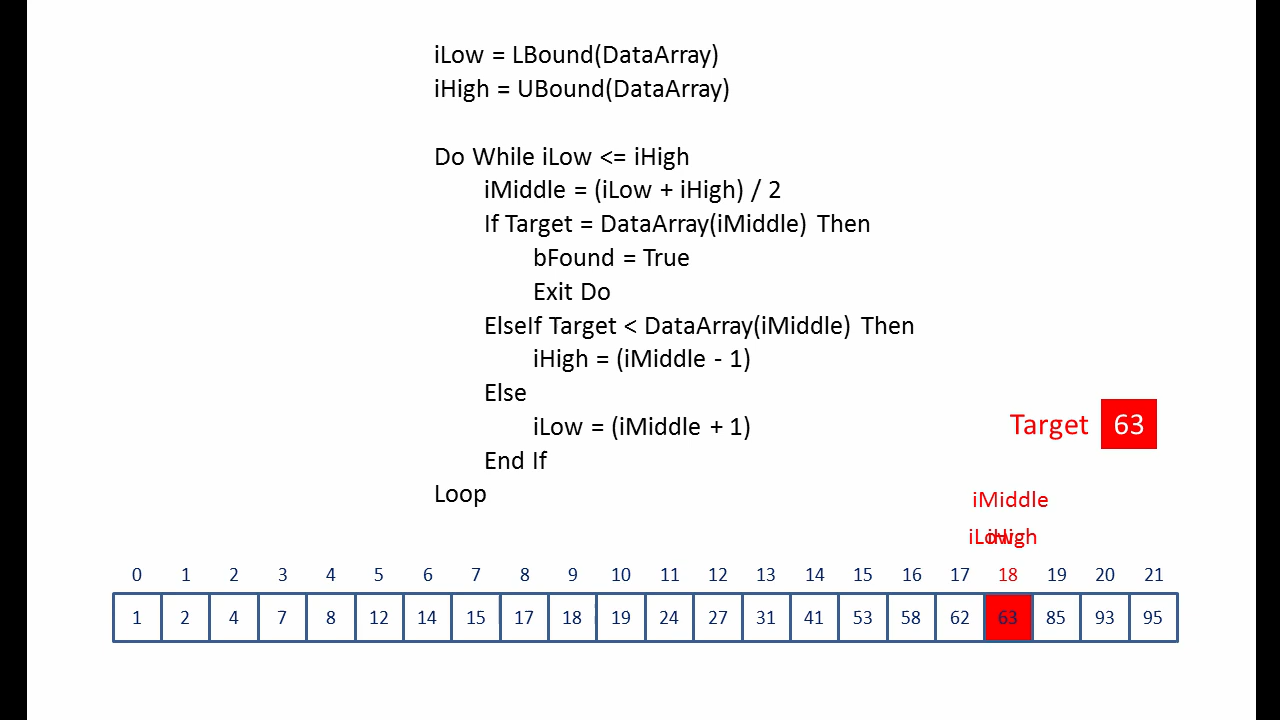 iLow = LBound(DataArray)
iHigh = UBound(DataArray)
Do While iLow <= iHigh
iMiddle = (iLow + iHigh) / 2
If Target = DataArray(iMiddle) Then
bFound = True
Exit Do
ElseIf Target < DataArray(iMiddle) Then
iHigh = (iMiddle - 1)
Else
iLow = (iMiddle + 1)
End If
Loop
Target 63
iMiddle
iLow iHigh
0 1 2 3 4 5 6 7 8 9 10 11 12 13 14 15 16 17 18 19 20 21
1 2 4 7 8 12 14 15 17 18 19 24 27 31 41 53 58 62 63 85 93 95